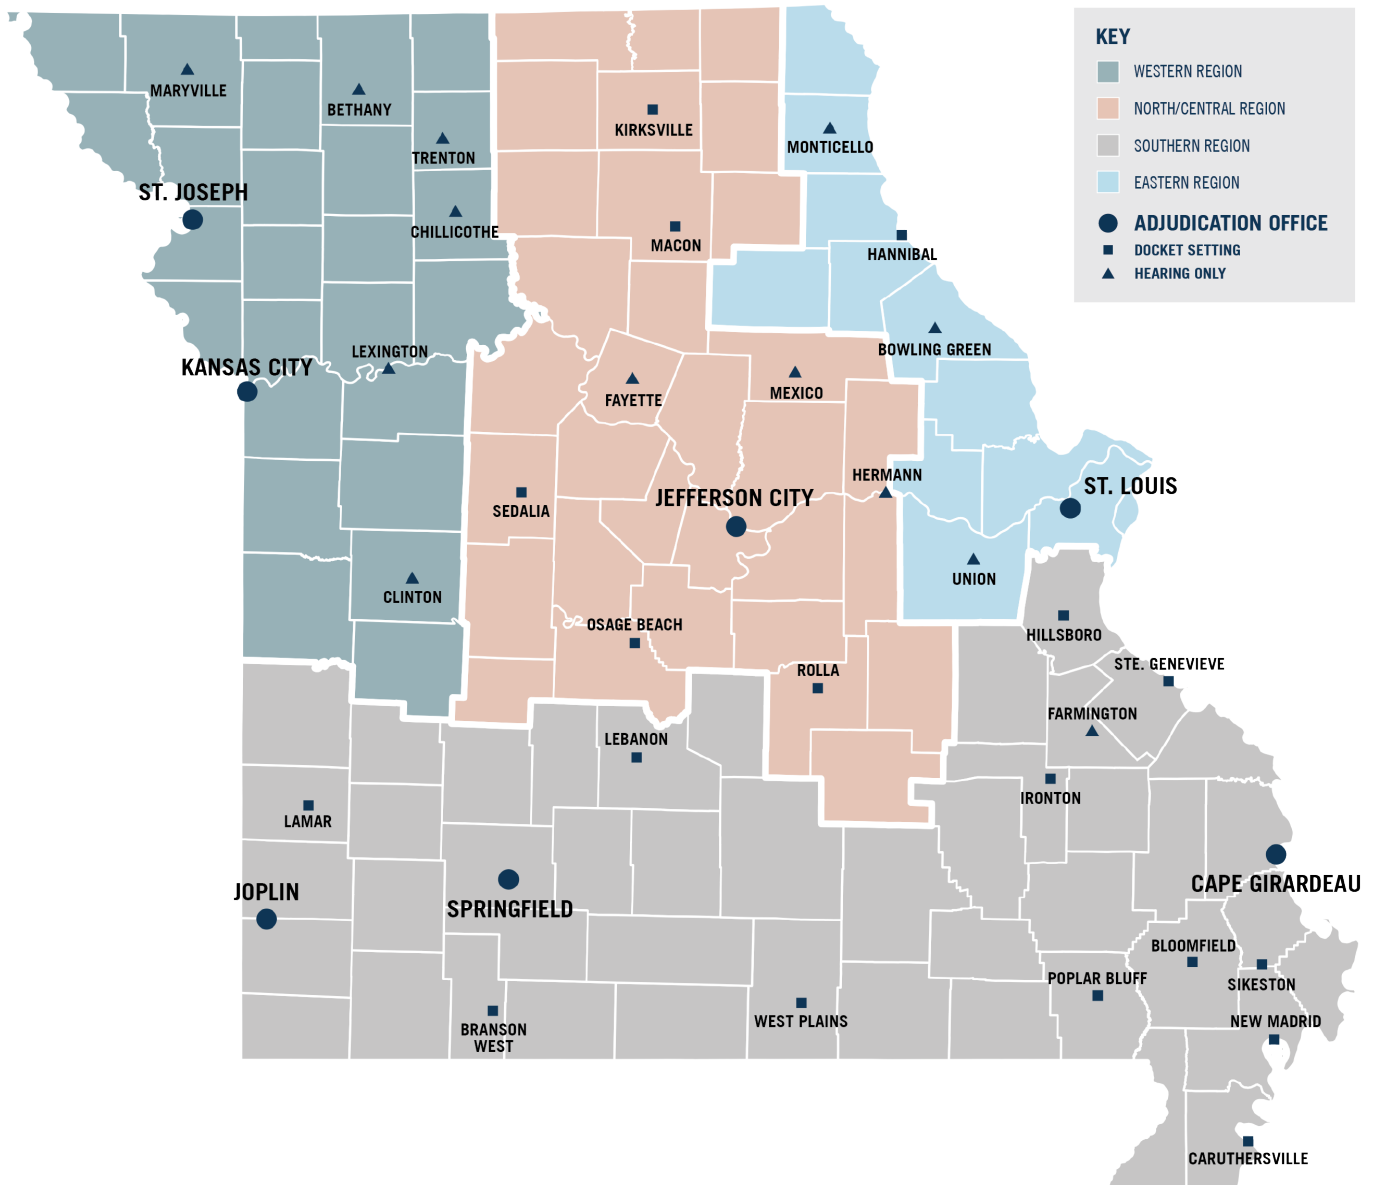 KEY
WESTERN REGION
NORTH/CENTRAL REGION
SOUTHERN REGION
EASTERN REGION
ADJUDICATION OFFICE
DOCKET SETTING
HEARING ONLY
MARYVILLE
BETHANY
KIRKSVILLE
MONTICELLO
TRENTON
ST. JOSEPH
CHILLICOTHE
MACON
HANNIBAL
LEXINGTON
BOWLING GREEN
KANSAS CITY
FAYETTE
MEXICO
HERMANN
ST. LOUIS
JEFFERSON CITY
SEDALIA
UNION
CLINTON
OSAGE BEACH
HILLSBORO
STE. GENEVIEVE
ROLLA
FARMINGTON
LEBANON
IRONTON
LAMAR
CAPE GIRARDEAU
JOPLIN
SPRINGFIELD
BLOOMFIELD
POPLAR BLUFF
SIKESTON
WEST PLAINS
NEW MADRID
BRANSON
WEST
CARUTHERSVILLE